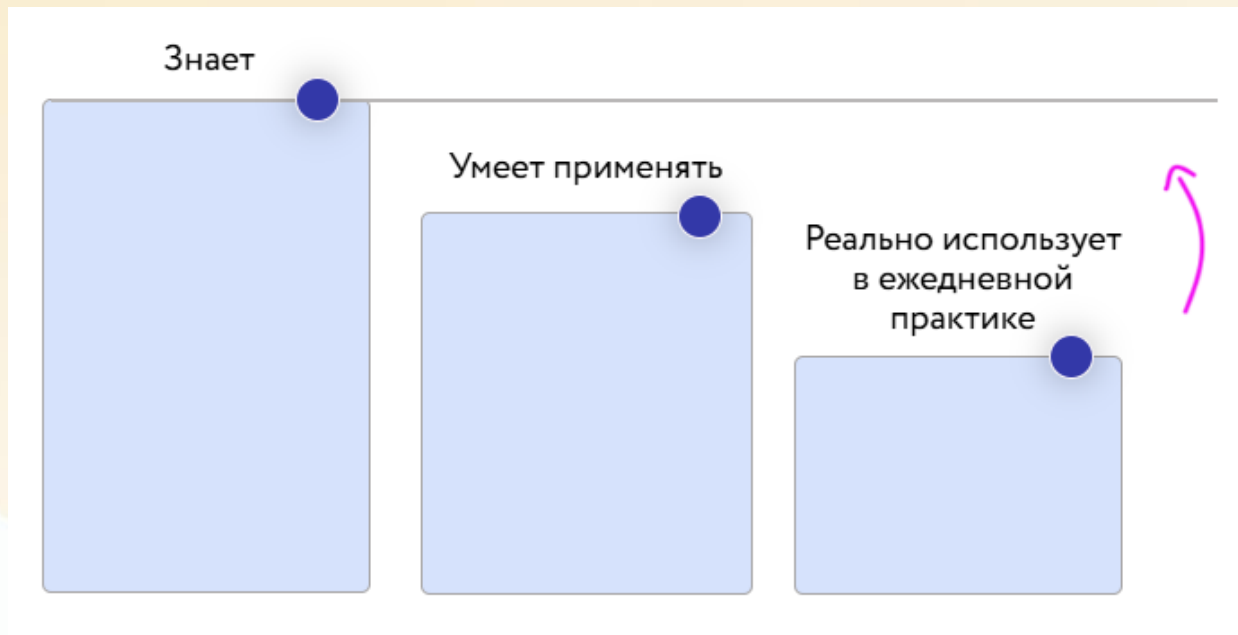 Знает
Умеет применять
Реально использует
в ежедневной
практике